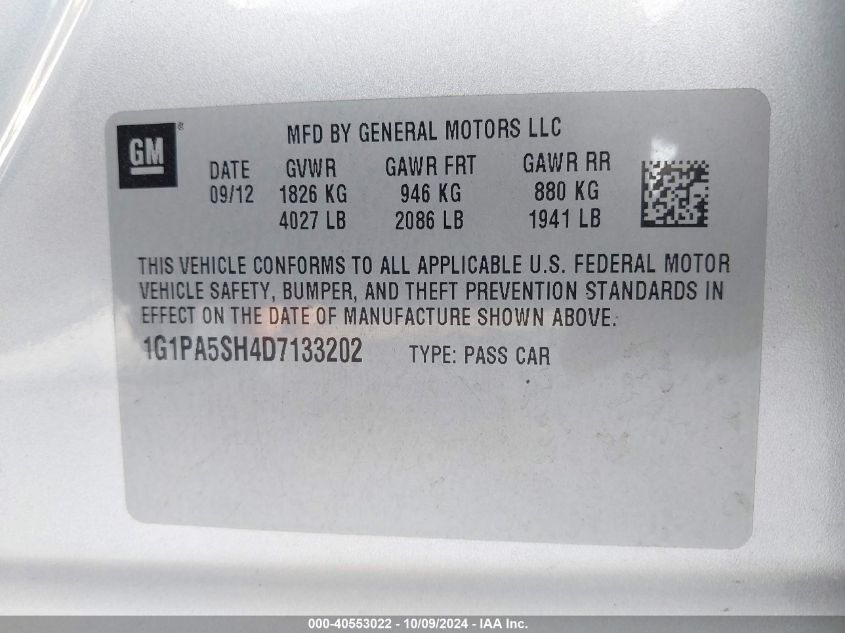 GM®
MFD BY GENERAL MOTORS LLC
DATE GVWR GAWR FRT GAWR RR
09/12 1826 KG 946 KG 880 KG
4027 LB 2086 LB 1941 LB
THIS VEHICLE CONFORMS TO ALL APPLICABLE U.S. FEDERAL MOTOR
VEHICLE SAFETY, BUMPER, AND THEFT PREVENTION STANDARDS IN
EFFECT ON THE DATE OF MANUFACTURE SHOWN ABOVE.
1G1PA5SH4D7133202 TYPE: PASS CAR
000-40553022 - 10/09/2024 - IAA Inc.